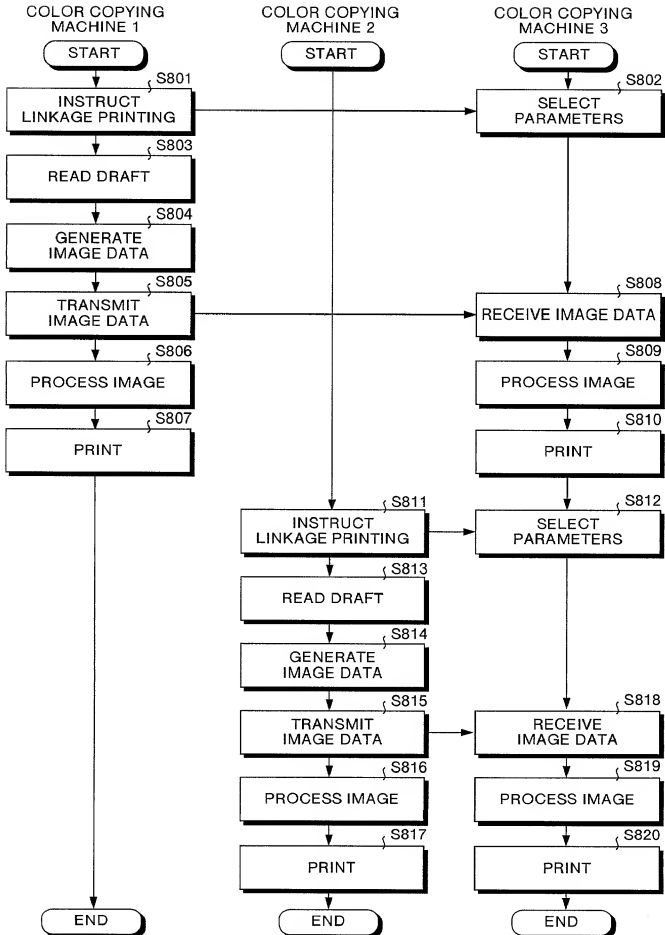 COLOR COPYING
MACHINE 1
COLOR COPYING
MACHINE 2
COLOR COPYING
MACHINE 3
START
START
START
S801
INSTRUCT
LINKAGE PRINTING
S802
SELECT
PARAMETERS
S803
READ DRAFT
S804
GENERATE
IMAGE DATA
S805
TRANSMIT
IMAGE DATA
S808
RECEIVE IMAGE DATA
S806
PROCESS IMAGE
S809
PROCESS IMAGE
S807
PRINT
S810
PRINT
S811
INSTRUCT
LINKAGE PRINTING
S812
SELECT
PARAMETERS
S813
READ DRAFT
S814
GENERATE
IMAGE DATA
S815
TRANSMIT
IMAGE DATA
S818
RECEIVE
IMAGE DATA
S816
PROCESS IMAGE
S819
PROCESS IMAGE
S817
PRINT
S820
PRINT
END
END
END